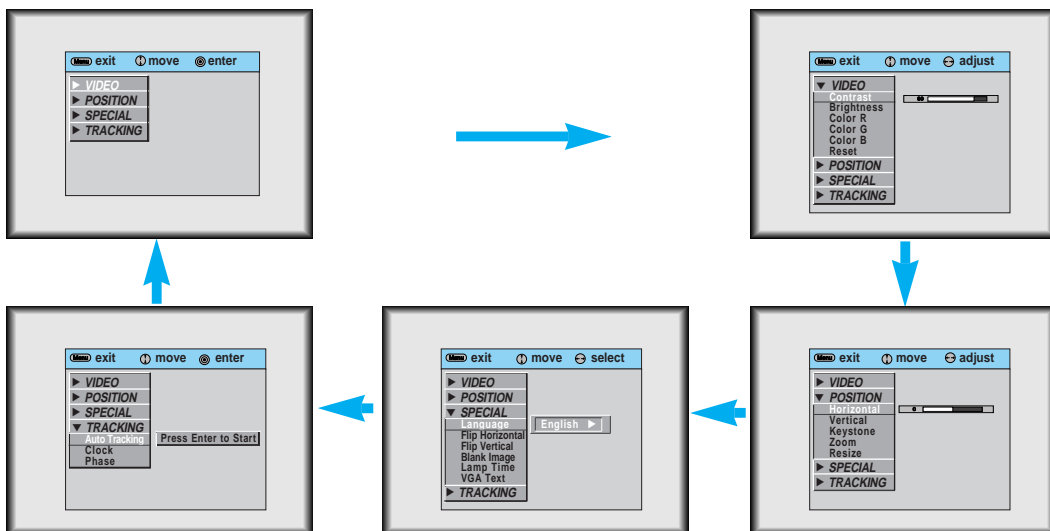 Menu exit move enter
VIDEO
POSITION
SPECIAL
TRACKING
Menu exit move adjust
VIDEO
Contrast
Brightness
Color R
Color G
Color B
Reset
POSITION
SPECIAL
TRACKING
Menu exit move enter
VIDEO
POSITION
SPECIAL
TRACKING
Auto Tracking Press Enter to Start
Clock
Phase
Menu exit move select
VIDEO
POSITION
SPECIAL
Language English
Flip Horizontal
Flip Vertical
Blank Image
Lamp Time
VGA Text
TRACKING
Menu exit move adjust
VIDEO
POSITION
Horizontal
Vertical
Keystone
Zoom
Resize
SPECIAL
TRACKING